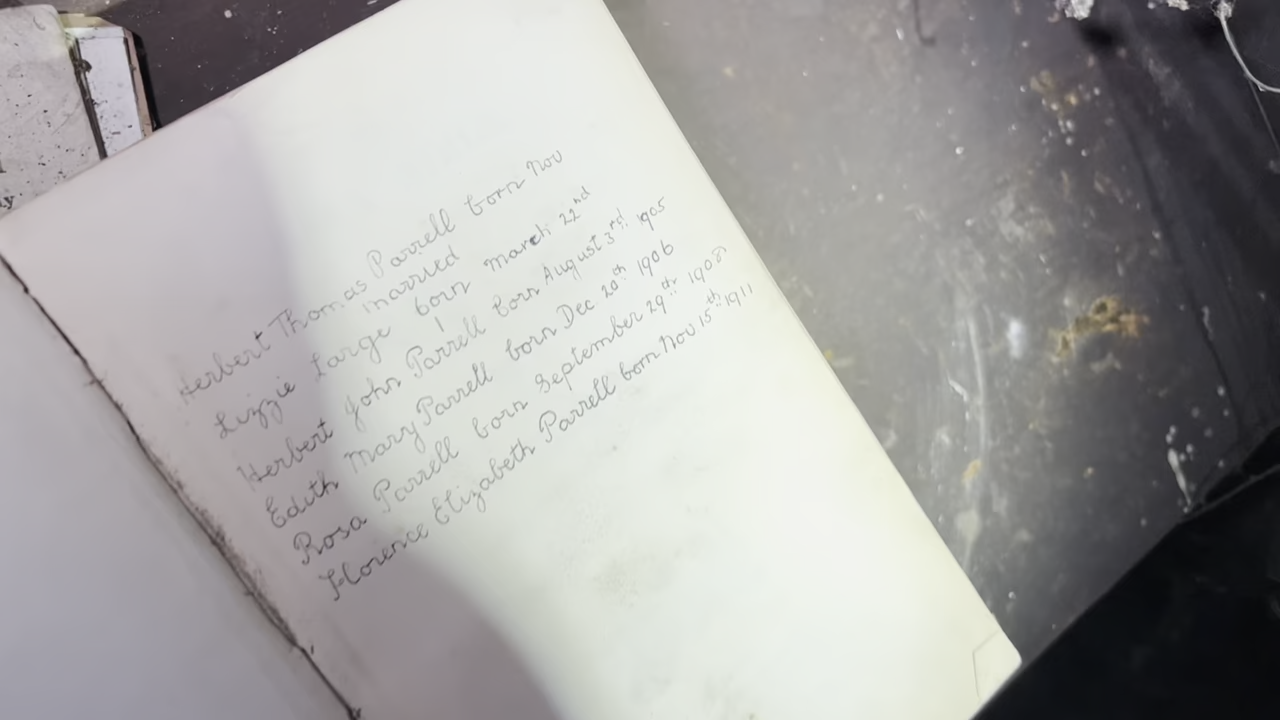 Herbert Thomas Parrell born Nov
married
Lizzie Large born March 22nd
Herbert John Parrell born August 3rd 1905
Edith Mary Parrell born Dec 20th 1906
Rosa Parrell born September 29th 1908
Florence Elizabeth Parrell born Nov 15th 1911